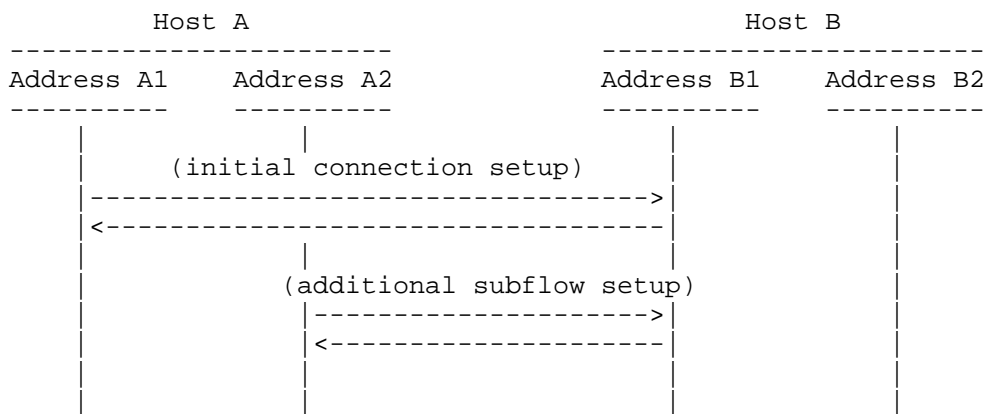 Host A Host B
Address A1 Address A2 Address B1 Address B2
(initial connection setup)
(additional subflow setup)